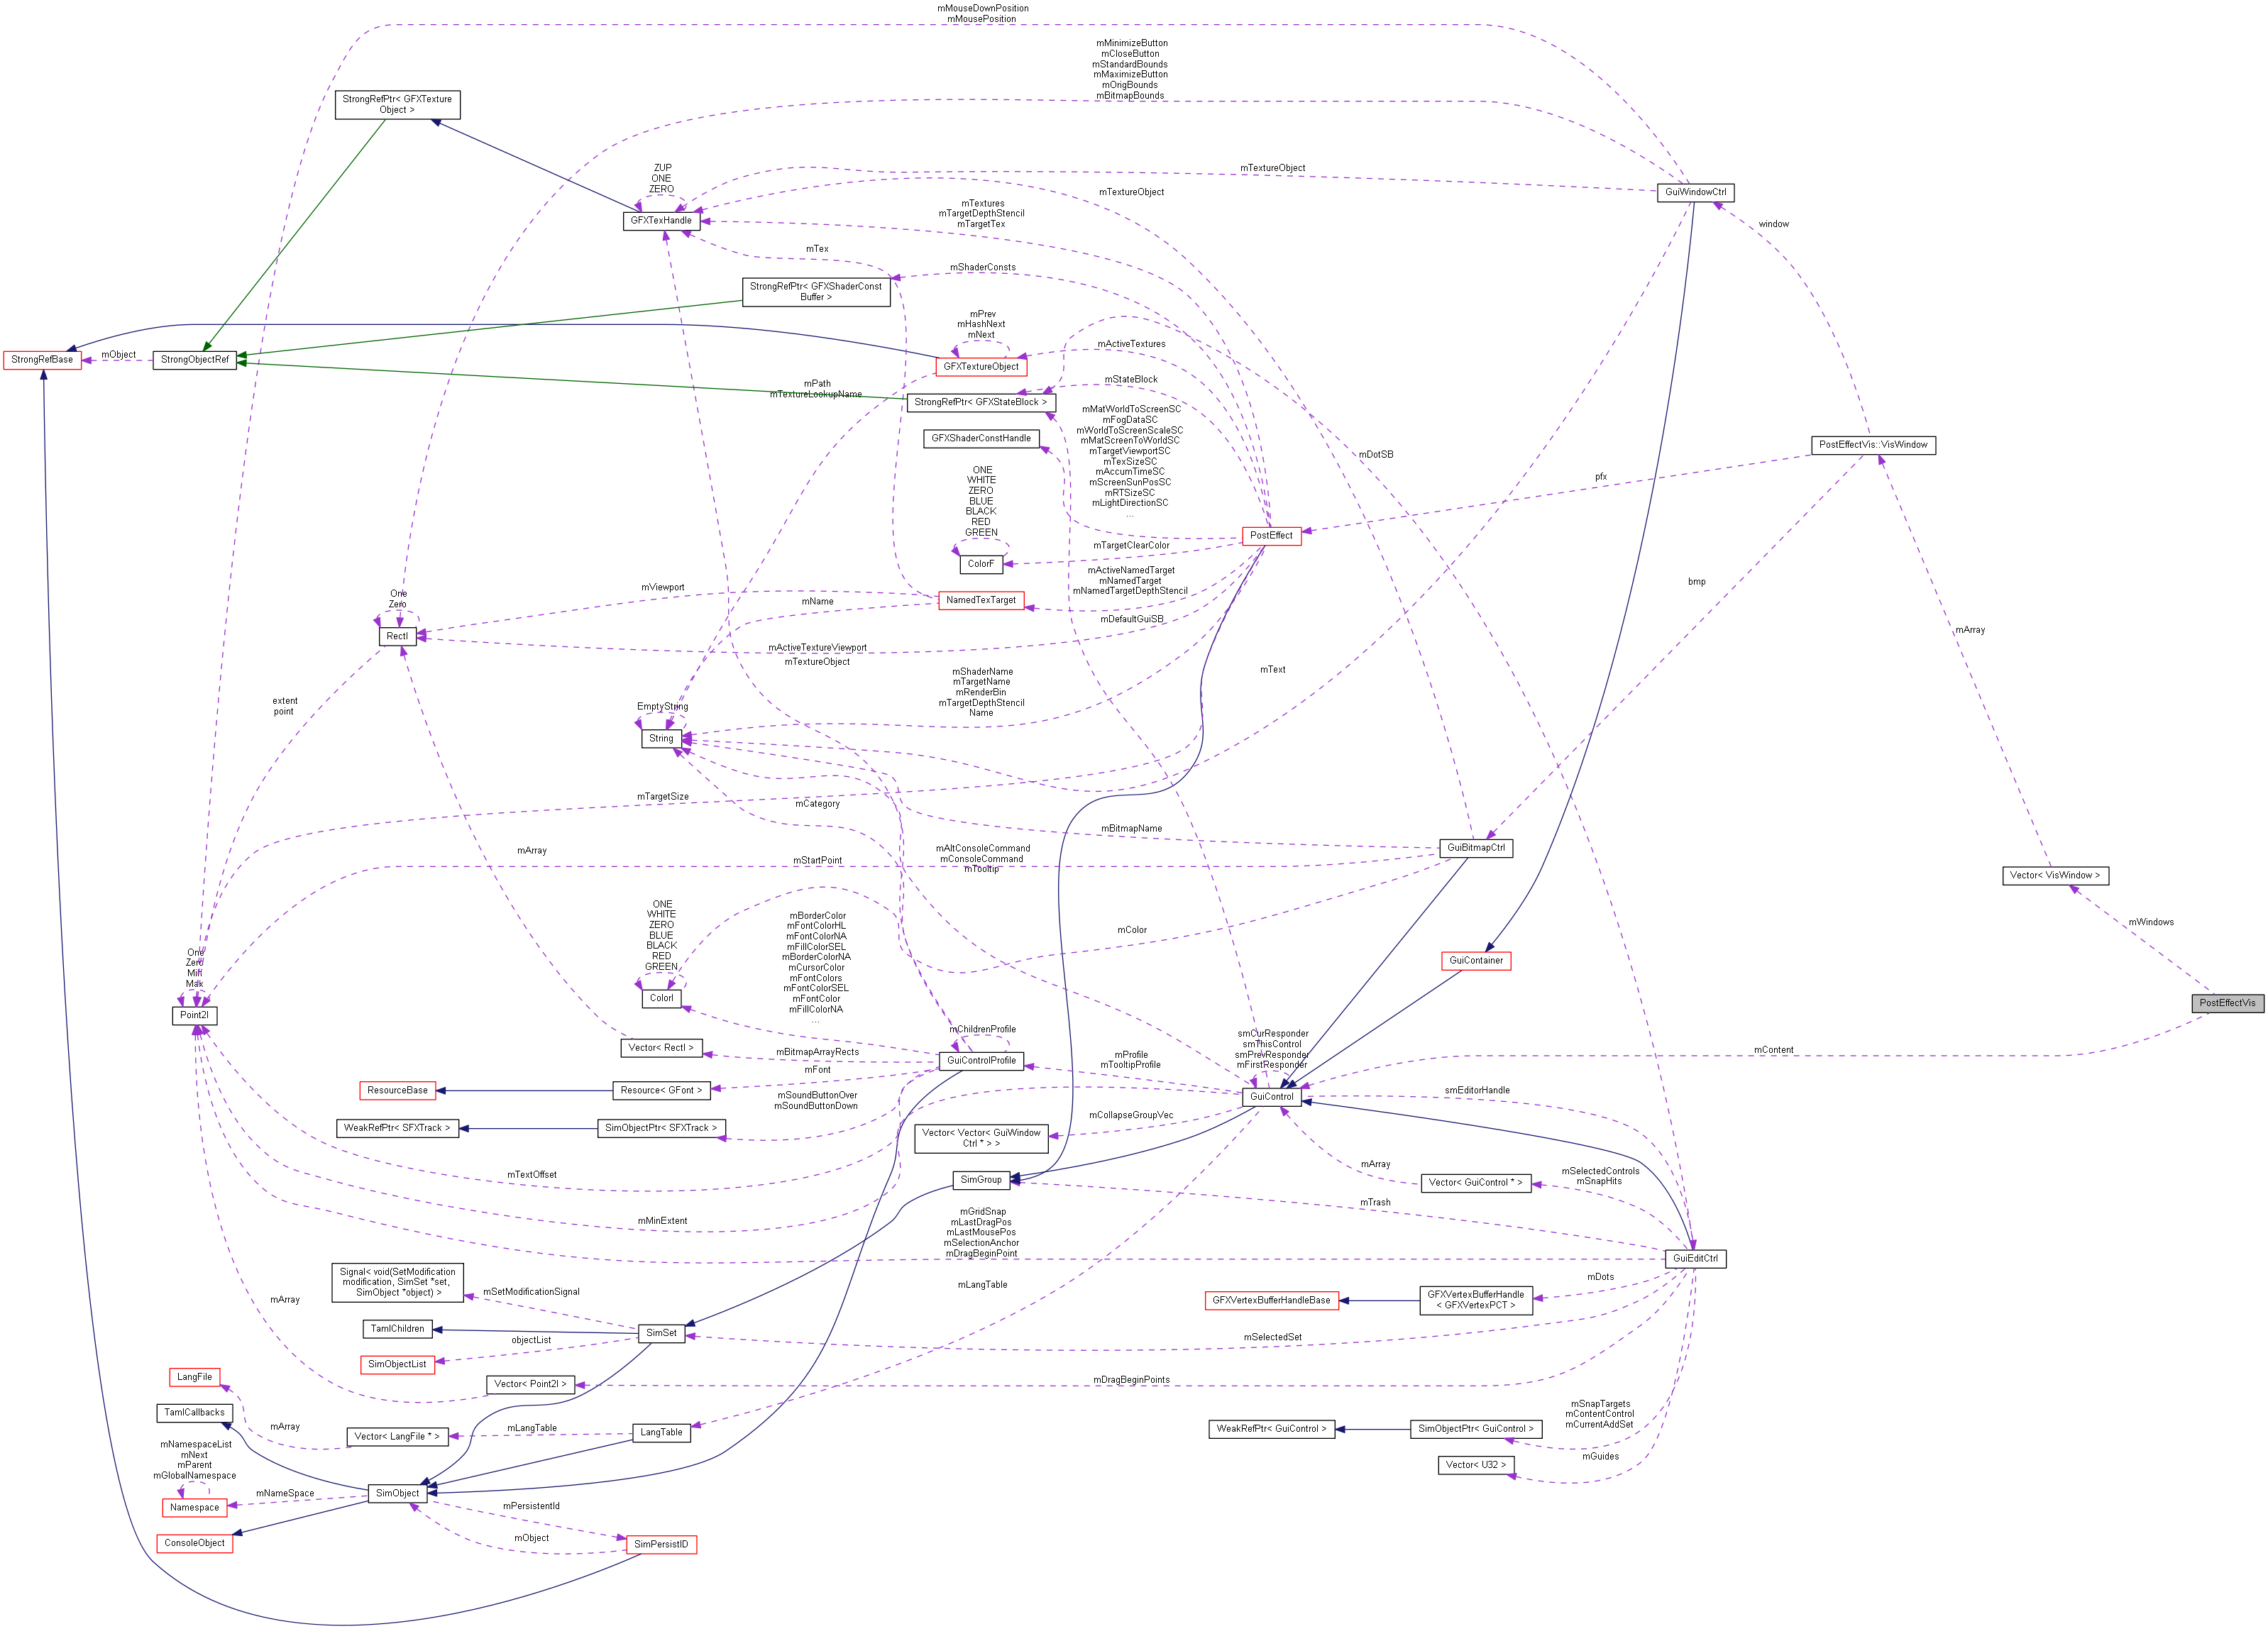 mMouseDownPosition
mMousePosition
mMinimizeButton
mCloseButton
mStandardBounds
mMaximizeButton
mOrigBounds
mBitmapBounds
StrongRefPtr< GFXTexture
Object >
ZUP
ONE
ZERO
mTextureObject
mTextureObject
GuiWindowCtrl
GFXTexHandle
mTextures
mTargetDepthStencil
mTargetTex
window
mTex
mShaderConsts
StrongRefPtr< GFXShaderConst
Buffer >
mPrev
mHashNext
mNext
mActiveTextures
StrongRefBase
mObject
StrongObjectRef
GFXTextureObject
mPath
mTextureLookupName
mStateBlock
StrongRefPtr< GFXStateBlock >
mMatWorldToScreenSC
mFogDataSC
mWorldToScreenScaleSC
mMatScreenToWorldSC
mTargetViewportSC
mTexSizeSC
mAccumTimeSC
mScreenSunPosSC
mRTSizeSC
mLightDirectionSC
...
GFXShaderConstHandle
PostEffectVis::VisWindow
mDotSB
pfx
ONE
WHITE
ZERO
BLUE
BLACK
RED
GREEN
PostEffect
mTargetClearColor
ColorF
bmp
mActiveNamedTarget
mNamedTarget
mNamedTargetDepthStencil
mViewport
NamedTexTarget
mName
One
Zero
RectI
mDefaultGuiSB
mArray
mActiveTextureViewport
mTextureObject
mText
mShaderName
mTargetName
mRenderBin
mTargetDepthStencil
Name
extent
point
EmptyString
String
mTargetSize
mCategory
mBitmapName
GuiBitmapCtrl
mArray
mStartPoint
mAltConsoleCommand
mConsoleCommand
mTooltip
Vector< VisWindow >
ONE
WHITE
ZERO
BLUE
BLACK
RED
GREEN
mBorderColor
mFontColorHL
mFontColorNA
mFillColorSEL
mBorderColorNA
mCursorColor
mFontColors
mFontColorSEL
mFontColor
mFillColorNA
...
mColor
mWindows
GuiContainer
One
Zero
Min
Max
Point2I
ColorI
PostEffectVis
mChildrenProfile
smCurResponder
smThisControl
smPrevResponder
mFirstResponder
Vector< RectI >
mBitmapArrayRects
GuiControlProfile
mProfile
mTooltipProfile
mContent
mFont
ResourceBase
Resource< GFont >
GuiControl
smEditorHandle
mSoundButtonOver
mSoundButtonDown
WeakRefPtr< SFXTrack >
SimObjectPtr< SFXTrack >
mCollapseGroupVec
Vector< Vector< GuiWindow
Ctrl * > >
mTextOffset
SimGroup
mArray
Vector< GuiControl * >
mSelectedControls
mSnapHits
mTrash
mMinExtent
mGridSnap
mLastDragPos
mLastMousePos
mSelectionAnchor
mDragBeginPoint
GuiEditCtrl
Signal< void(SetModification
modification, SimSet *set,
SimObject *object) >
mSetModificationSignal
mArray
mLangTable
mDots
GFXVertexBufferHandleBase
GFXVertexBufferHandle
< GFXVertexPCT >
TamlChildren
SimSet
objectList
mSelectedSet
SimObjectList
LangFile
Vector< Point2I >
mDragBeginPoints
TamlCallbacks
mArray
Vector< LangFile * >
mLangTable
LangTable
WeakRefPtr< GuiControl >
SimObjectPtr< GuiControl >
mSnapTargets
mContentControl
mCurrentAddSet
mNamespaceList
mNext
mParent
mGlobalNamespace
mGuides
Vector< U32 >
Namespace
mNameSpace
SimObject
mPersistentId
ConsoleObject
mObject
SimPersistID